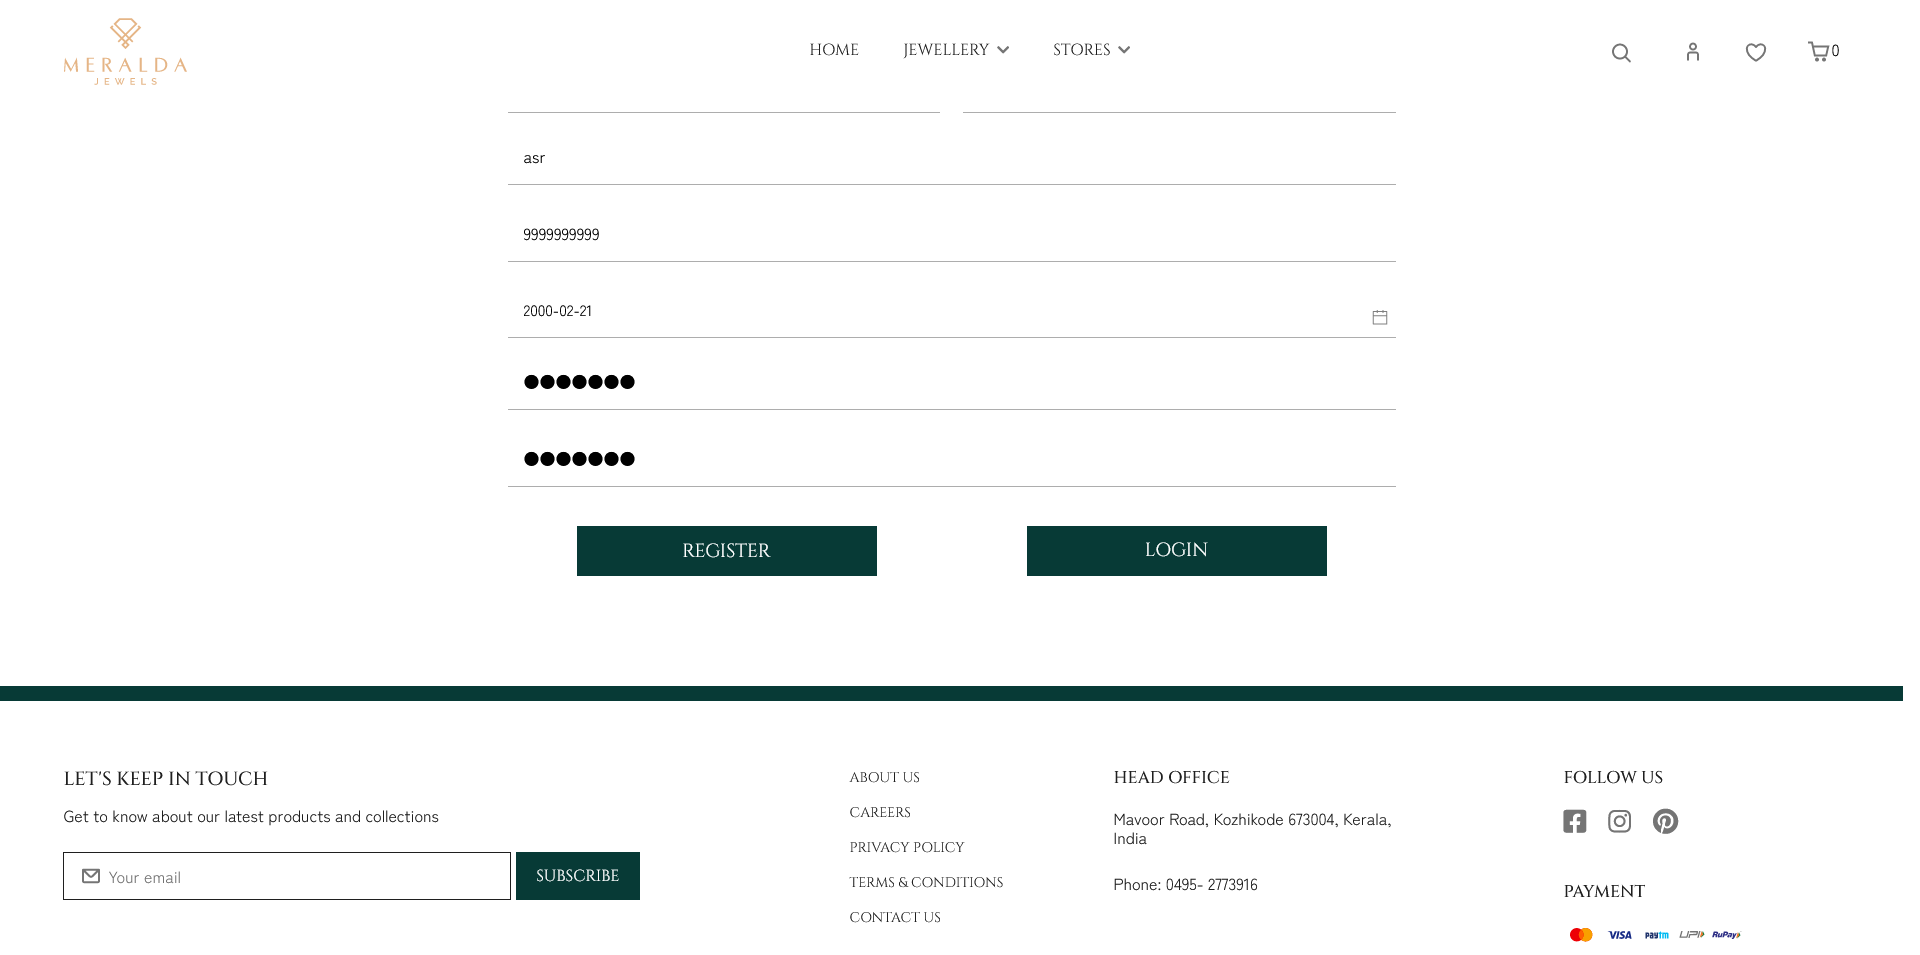 MERALDA
JEWELS
HOME
JEWELLERY
STORES
0
asr
9999999999
2000-02-21
REGISTER
LOGIN
LET'S KEEP IN TOUCH
Get to know about our latest products and collections
Your email
SUBSCRIBE
ABOUT US
CAREERS
PRIVACY POLICY
TERMS & CONDITIONS
CONTACT US
HEAD OFFICE
Mavoor Road, Kozhikode 673004, Kerala,
India
Phone: 0495- 2773916
FOLLOW US
PAYMENT
VISA
paytm
UPI
RuPay